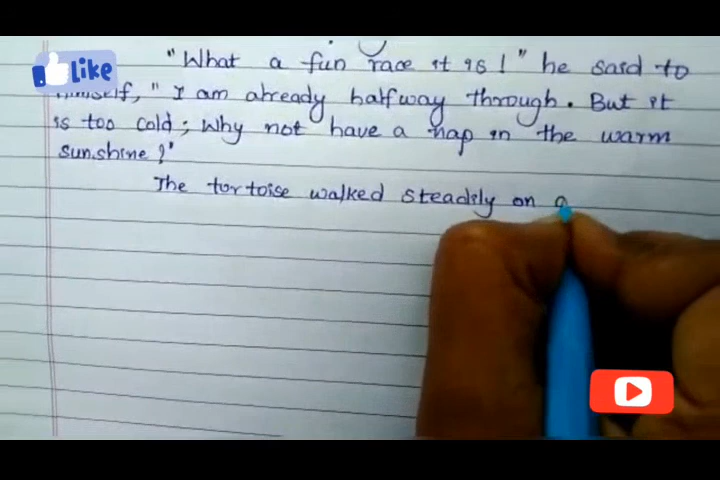 Like
"What a fun race it is!" he said to
himself, "I am already halfway through. But it
is too cold; Why not have a nap in the warm
sunshine?"
The tortoise walked steadily on a